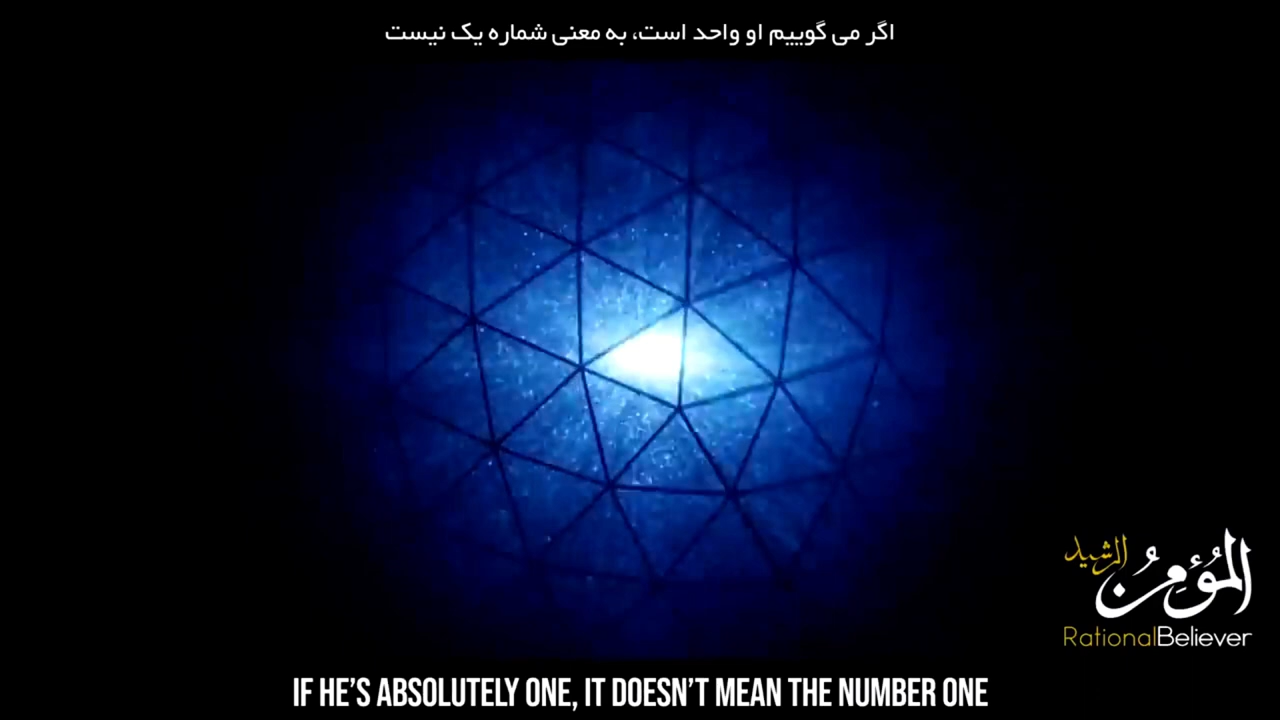 اگر می گوییم او واحد است، به معنی شماره یک نیست
المؤمن الرشيد
RationalBeliever
IF HE'S ABSOLUTELY ONE, IT DOESN'T MEAN THE NUMBER ONE